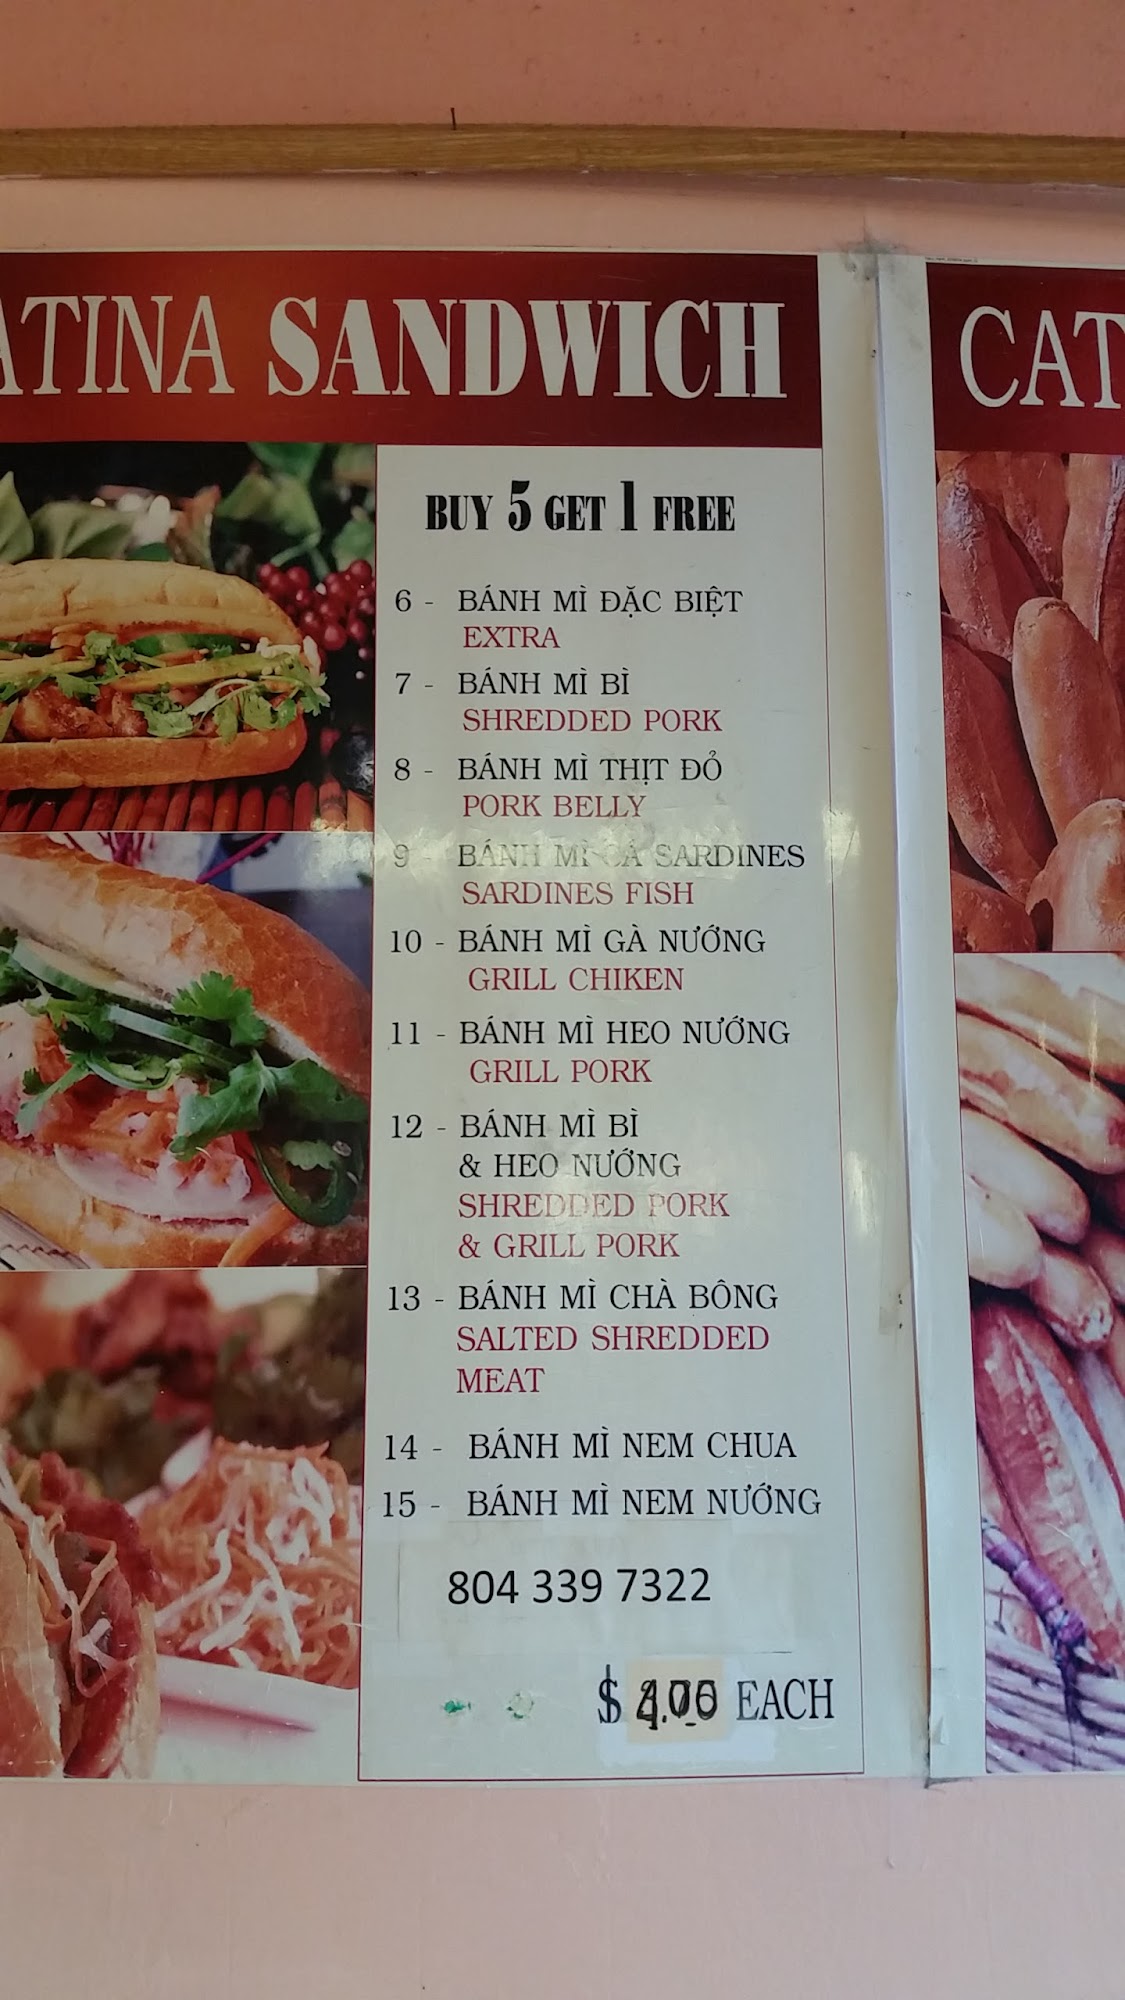 ATINA SANDWICH
CAT
BUY 5 GET 1 FREE
6 - BÁNH MÌ ĐẶC BIỆT
EXTRA
7 - BÁNH MÌ BÌ
SHREDDED PORK
8 - BÁNH MÌ THỊT ĐỎ
PORK BELLY
9 - BÁNH MÌ CÁ SARDINES
SARDINES FISH
10 - BÁNH MÌ GÀ NƯỚNG
GRILL CHIKEN
11 - BÁNH MÌ HEO NƯỚNG
GRILL PORK
12 - BÁNH MÌ BÌ
& HEO NƯỚNG
SHREDDED PORK
& GRILL PORK
13 - BÁNH MÌ CHÀ BÔNG
SALTED SHREDDED
MEAT
14 - BÁNH MÌ NEM CHUA
15 - BÁNH MÌ NEM NƯỚNG
804 339 7322
$ EACH